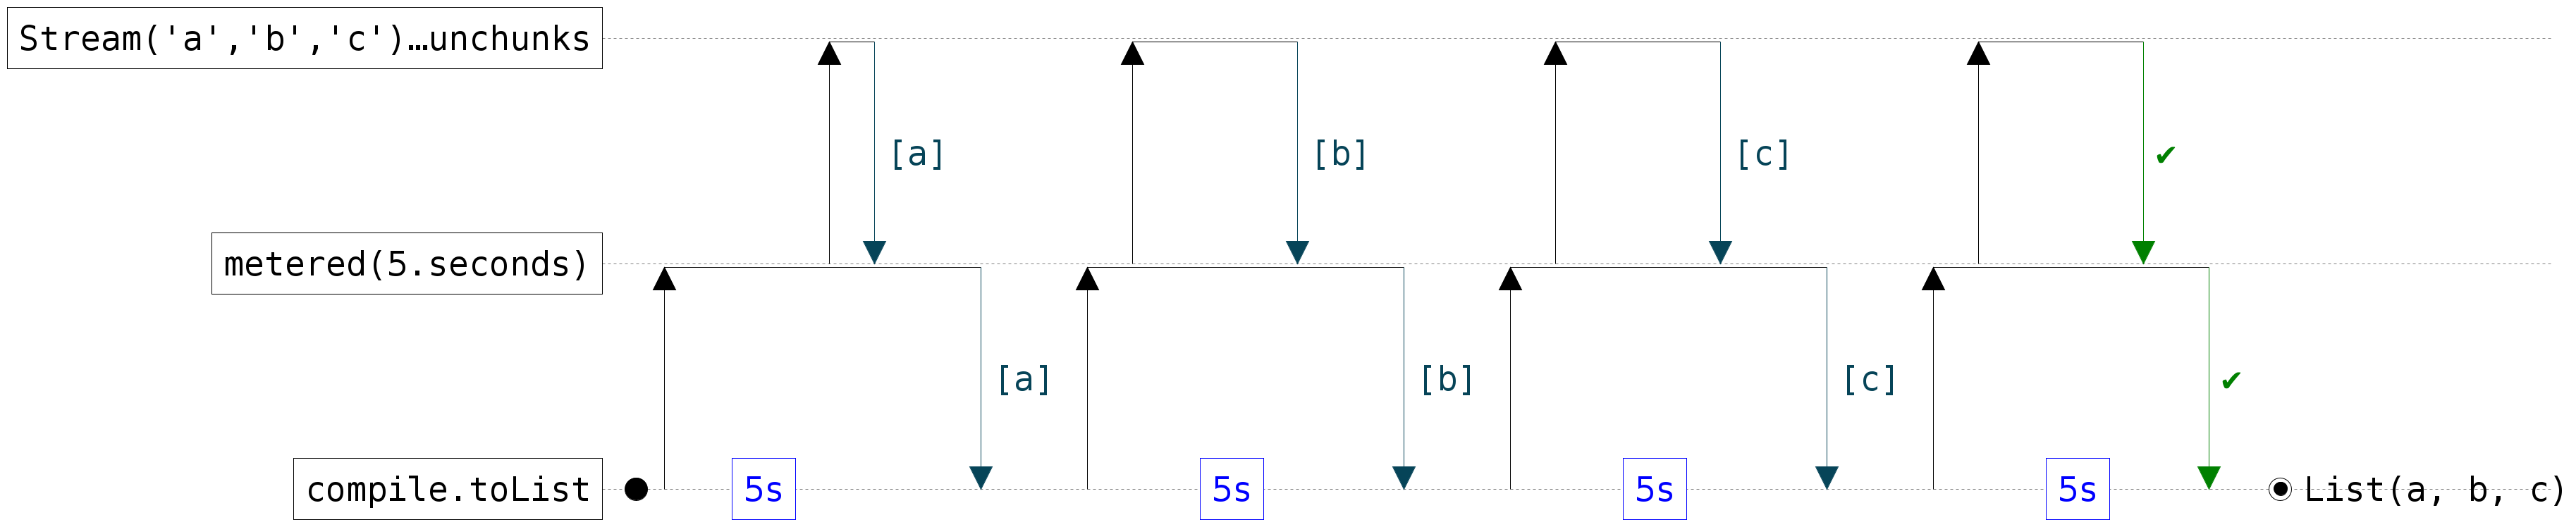 Stream('a','b','c')…unchunks
[a]
[b]
[c]
✔
metered(5.seconds)
[a]
[b]
[c]
✔
compile.toList
5s
5s
5s
5s
List(a, b, c)